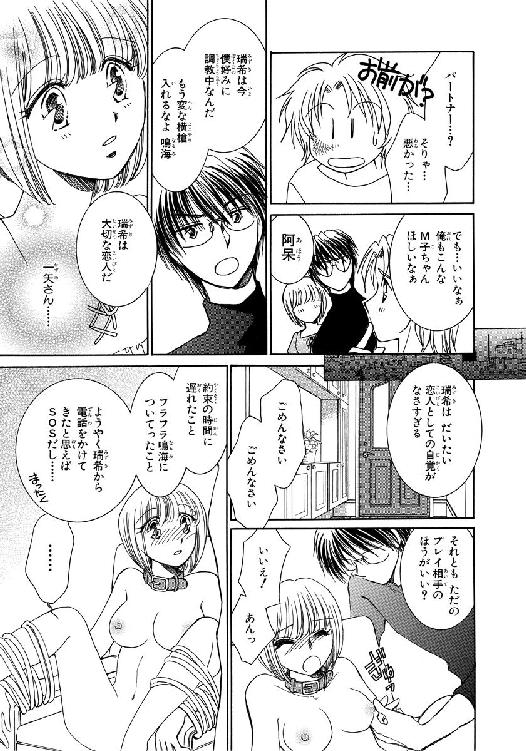 パートナー…?
お前が?
そりゃ…
悪かった…
でも…いいなぁ
俺もこんな
M子ちゃん
ほしいなぁ
阿呆
瑞希は今
僕好みに
調教中なんだ
もう変な横槍
入れるなよ 鳴海
瑞希は
大切な恋人だ
一矢さん……
瑞希は だいたい
恋人としての自覚が
なさすぎる
ごめんなさい
ごめんなさい
それとも ただの
プレイ相手の
ほうがいい?
いいえ!
あんっ
約束の時間に
遅れたこと
フラフラ鳴海に
ついてったこと
ようやく瑞希から
電話をかけて
きたと思えば
SOSだし……
まったく
……